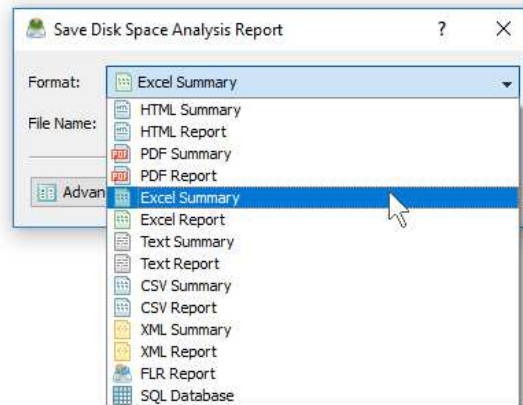 Save Disk Space Analysis Report
Format: Excel Summary
HTML Summary
File Name: HTML Report
PDF Summary
PDF Report
Advan Excel Summary
Excel Report
Text Summary
Text Report
CSV Summary
CSV Report
XML Summary
XML Report
FLR Report
SQL Database